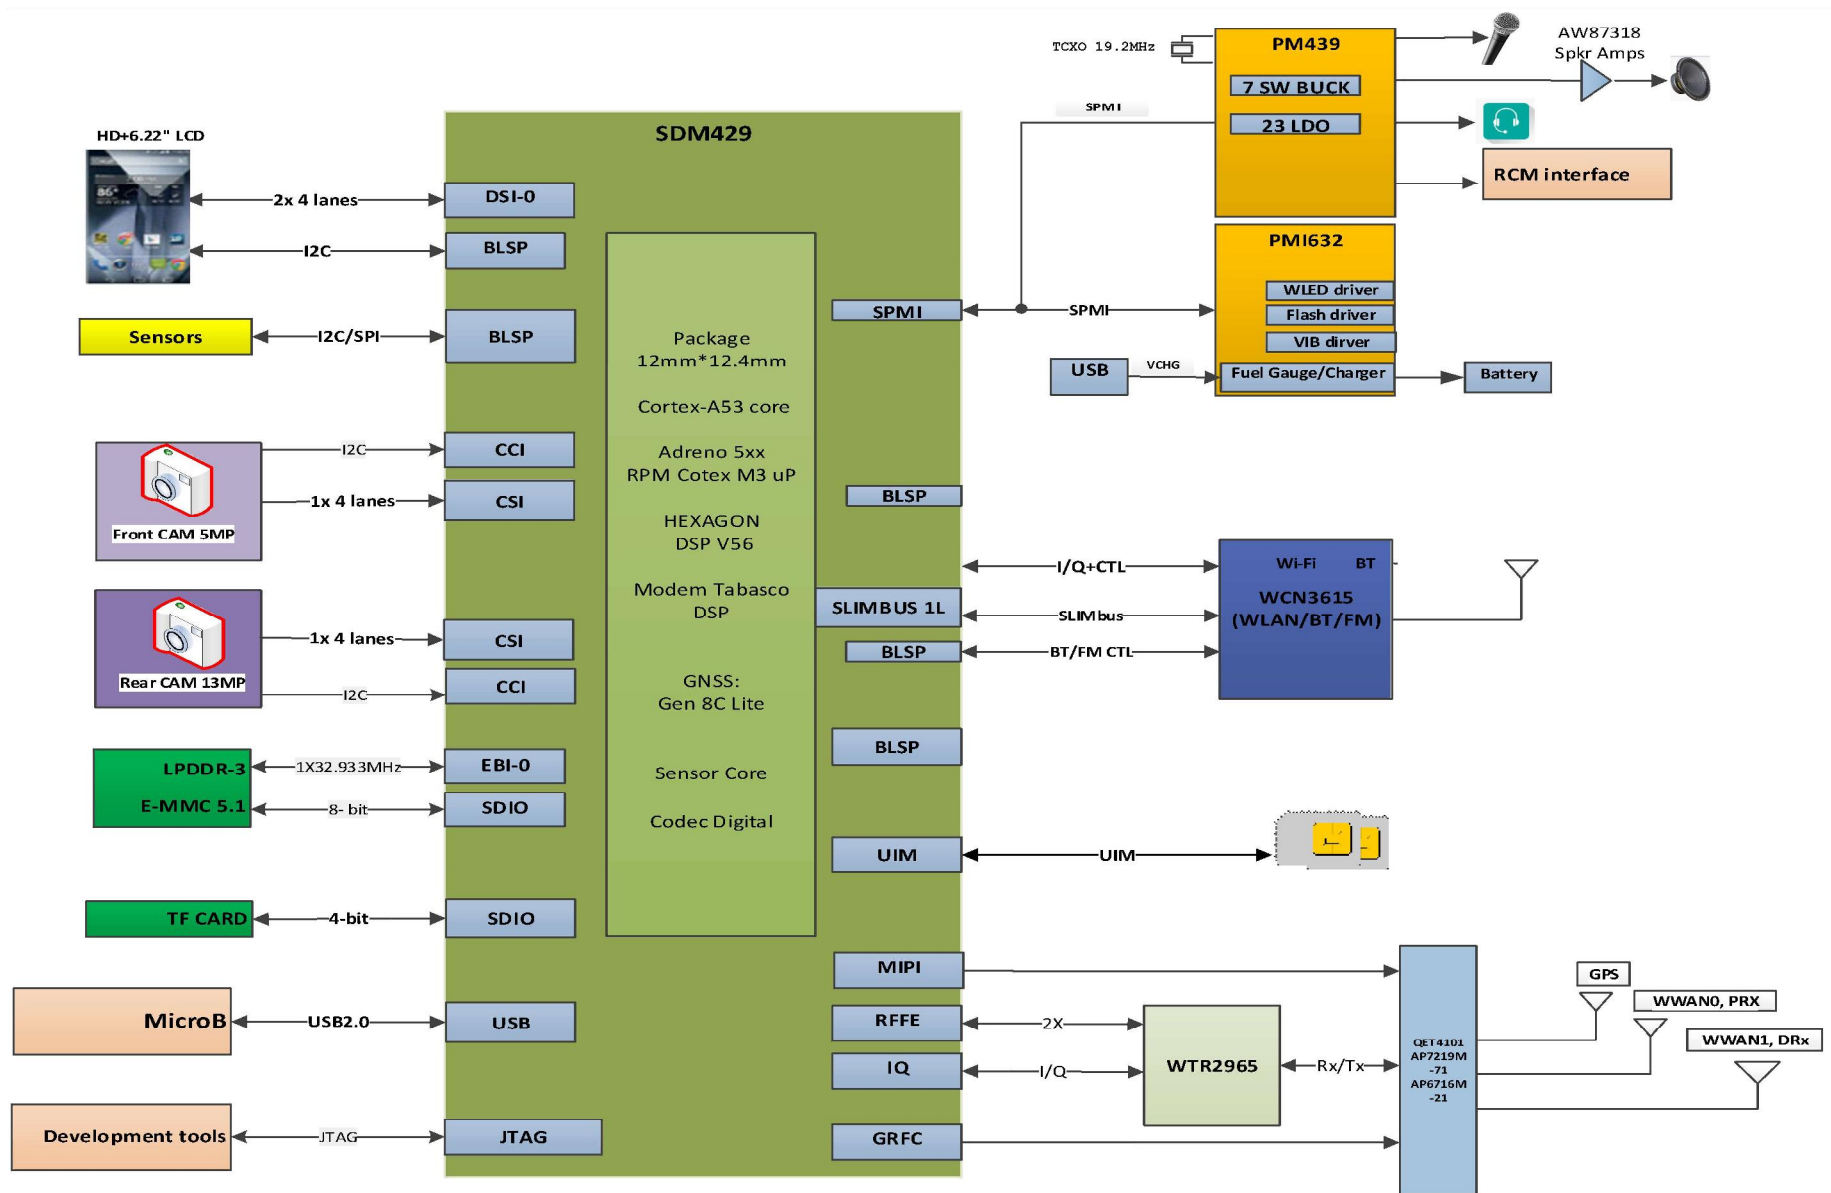 TCXO 19.2MHz
PM439
7 SW BUCK
23 LDO
AW87318
Spkr Amps
SPMI
RCM interface
HD+6.22" LCD
SDM429
2x 4 lanes
DSI-0
I2C
BLSP
Sensors
I2C/SPI
BLSP
Package
12mm*12.4mm
Cortex-A53 core
Adreno 5xx
RPM Cotex M3 uP
HEXAGON
DSP V56
Modem Tabasco
DSP
GNSS:
Gen 8C Lite
Sensor Core
Codec Digital
SPMI
SPMI
PMI632
WLED driver
Flash driver
VIB dirver
Fuel Gauge/Charger
USB
VCHG
Battery
I2C
CCI
1x 4 lanes
CSI
Front CAM 5MP
1x 4 lanes
CSI
Rear CAM 13MP
I2C
CCI
BLSP
I/Q+CTL
Wi-Fi BT
WCN3615
(WLAN/BT/FM)
SLIMBUS 1L
SLIMbus
BLSP
BT/FM CTL
BLSP
LPDDR-3
1X32.933MHz
EBI-0
E-MMC 5.1
8- bit
SDIO
UIM
UIM
TF CARD
4-bit
SDIO
MIPI
MicroB
USB2.0
USB
RFFE
2X
IQ
I/Q
WTR2965
Rx/Tx
QET4101
AP7219M
-71
AP6716M
-21
GPS
WWAN0, PRX
WWAN1, DRx
Development tools
JTAG
JTAG
GRFC